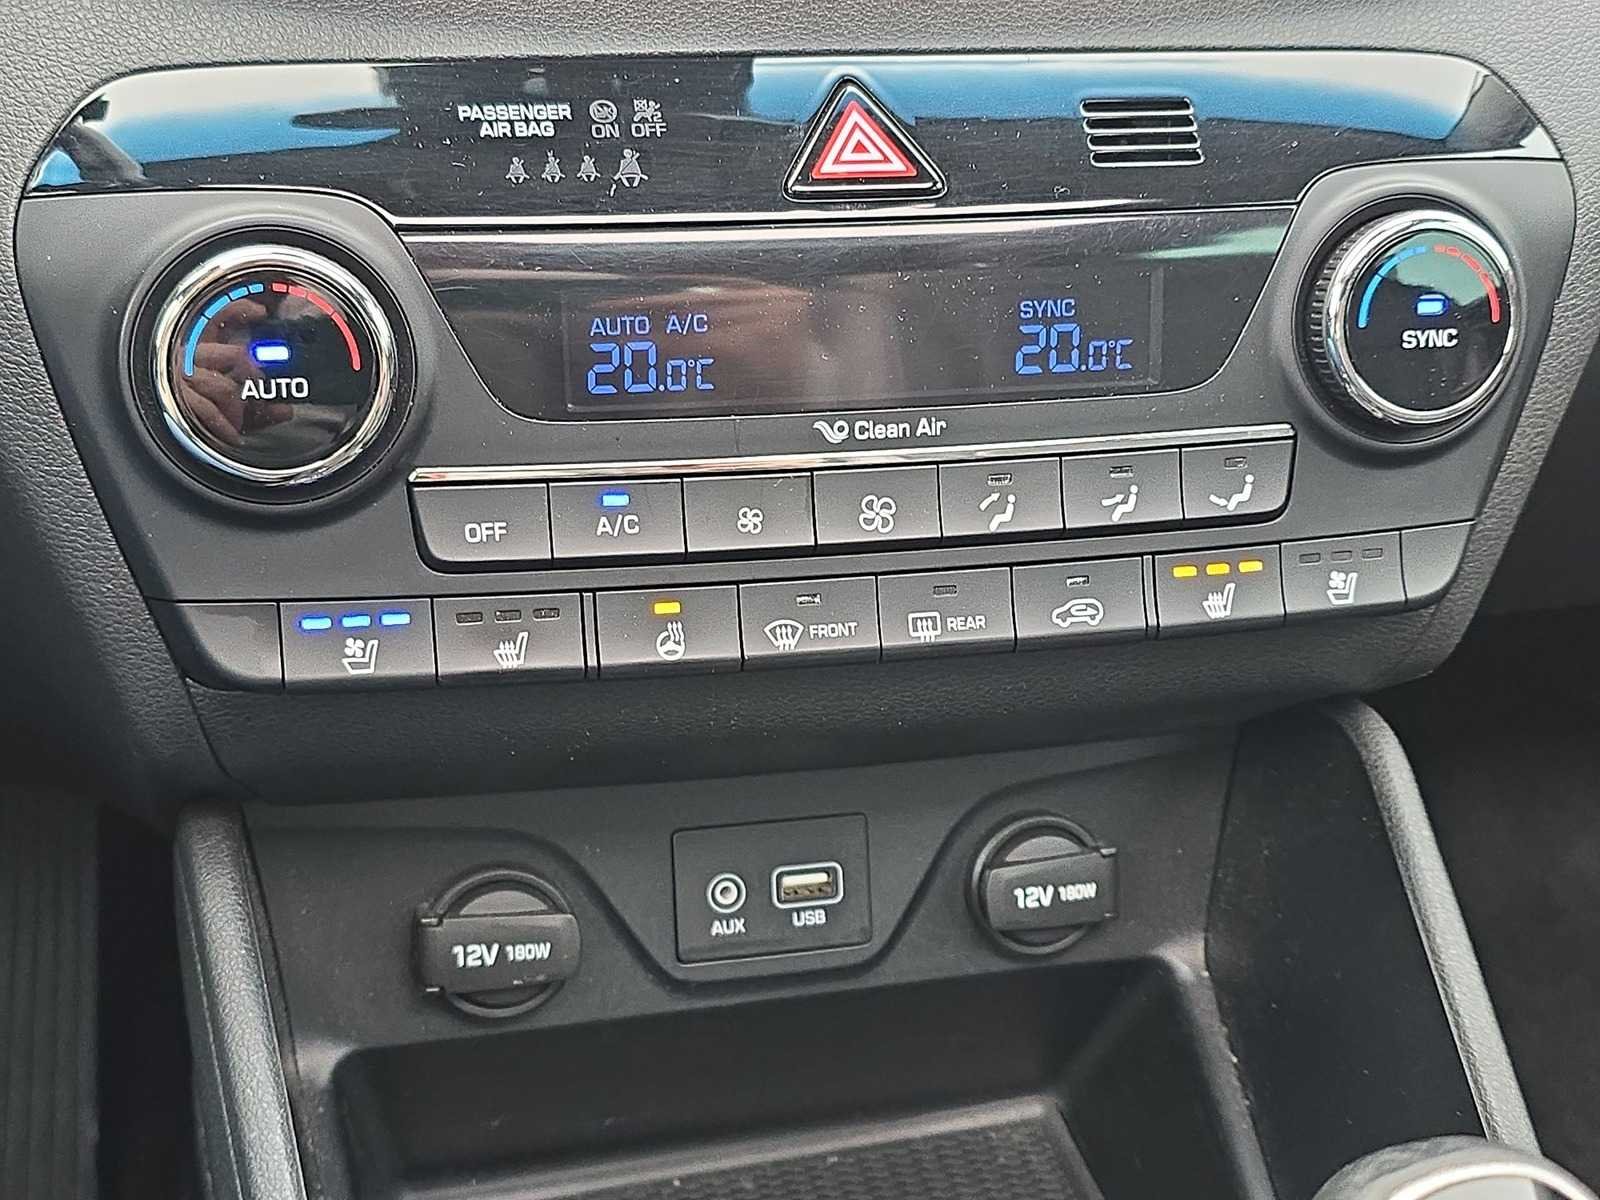 PASSENGER
AIR BAG
ON OFF
AUTO A/C
20.0°C
SYNC
20.0°C
AUTO
SYNC
Clean Air
OFF
A/C
FRONT
REAR
12V 180W
AUX
USB
12V 180W